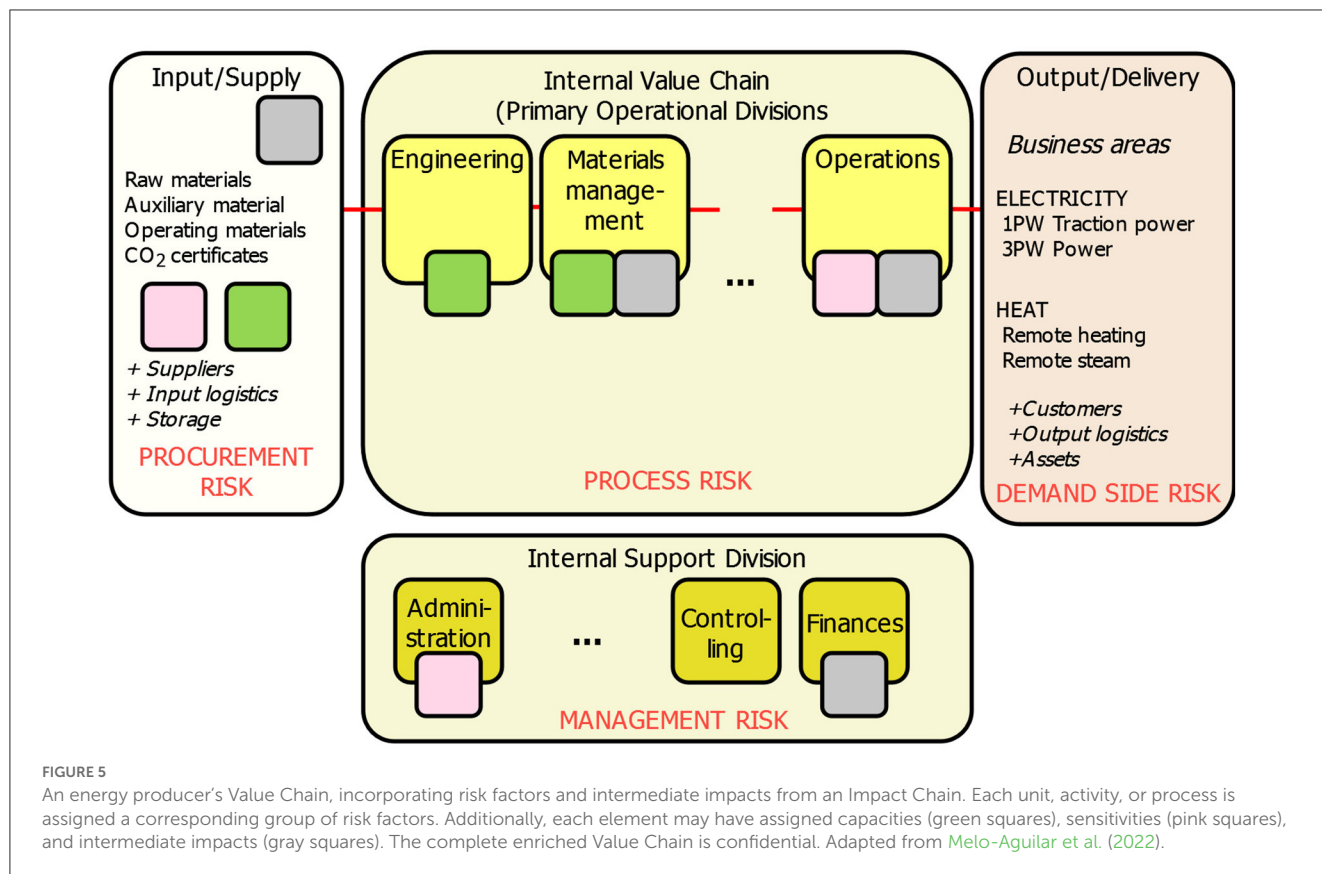 Input/Supply
Raw materials
Auxiliary material
Operating materials
CO₂ certificates
+ Suppliers
+ Input logistics
+ Storage
PROCUREMENT
RISK
Internal Value Chain
(Primary Operational Divisions
Engineering
Materials
manage-
ment
...
Operations
PROCESS RISK
Output/Delivery
Business areas
ELECTRICITY
1PW Traction power
3PW Power
HEAT
Remote heating
Remote steam
+Customers
+Output logistics
+Assets
DEMAND SIDE RISK
Internal Support Division
Admini-
stration
...
Control-
ling
Finances
MANAGEMENT RISK
FIGURE 5
An energy producer's Value Chain, incorporating risk factors and intermediate impacts from an Impact Chain. Each unit, activity, or process is
assigned a corresponding group of risk factors. Additionally, each element may have assigned capacities (green squares), sensitivities (pink squares),
and intermediate impacts (gray squares). The complete enriched Value Chain is confidential. Adapted from Melo-Aguilar et al. (2022).